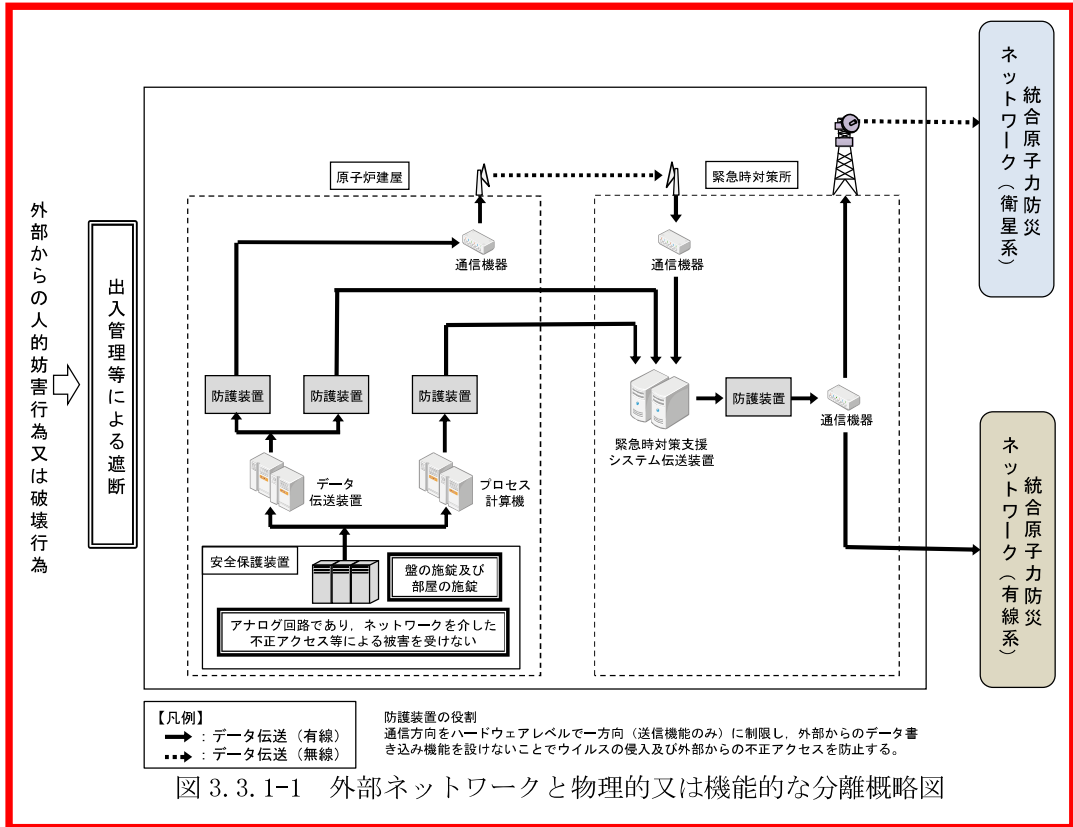 外部からの人的妨害行為又は破壊行為
出入管理等による遮断
原子炉建屋
緊急時対策所
統合原子力防災
ネットワーク（衛星系）
通信機器
通信機器
防護装置
防護装置
防護装置
防護装置
通信機器
緊急時対策支援
システム伝送装置
データ
伝送装置
プロセス
計算機
統合原子力防災
ネットワーク（有線系）
安全保護装置
盤の施錠及び
部屋の施錠
アナログ回路であり，ネットワークを介した
不正アクセス等による被害を受けない
【凡例】
：データ伝送（有線）
：データ伝送（無線）
防護装置の役割
通信方向をハードウェアレベルで一方向（送信機能のみ）に制限し，外部からのデータ書
き込み機能を設けないことでウイルスの侵入及び外部からの不正アクセスを防止する。
図 3.3.1-1　外部ネットワークと物理的又は機能的な分離概略図